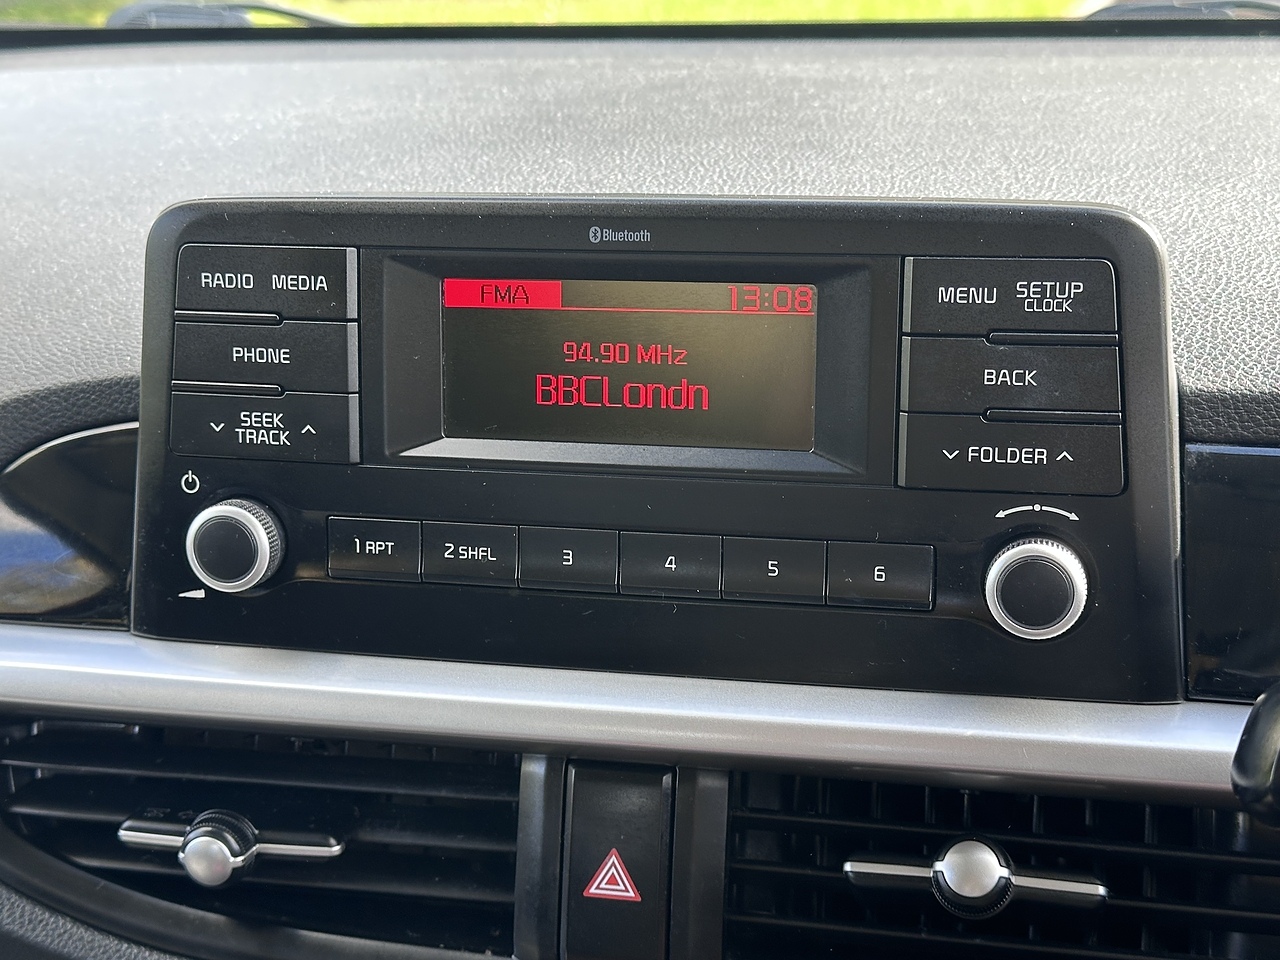 Bluetooth
RADIO MEDIA
PHONE
SEEK
TRACK
FMA 13:08
94.90 MHz
BBCLondn
MENU SETUP
CLOCK
BACK
FOLDER
1 RPT 2 SHFL 3 4 5 6